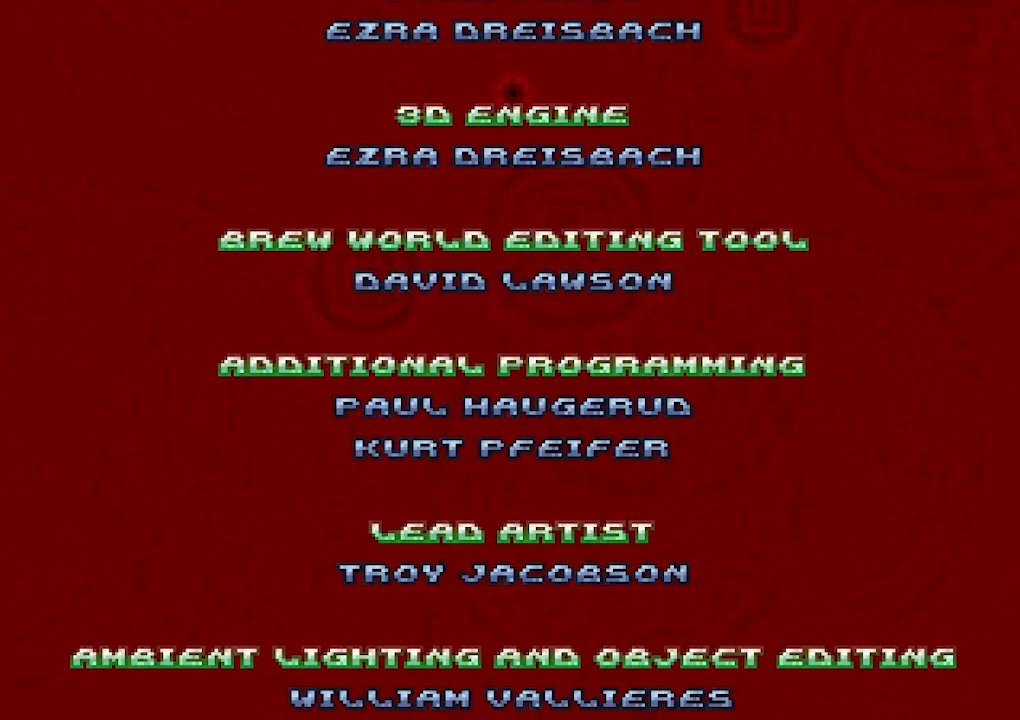 EZRA DREISBACH
3D ENGINE
EZRA DREISBACH
BREW WORLD EDITING TOOL
DAVID LAWSON
ADDITIONAL PROGRAMMING
PAUL HAUGERUD
KURT PFEIFER
LEAD ARTIST
TROY JACOBSON
AMBIENT LIGHTING AND OBJECT EDITING
WILLIAM VALLIERES